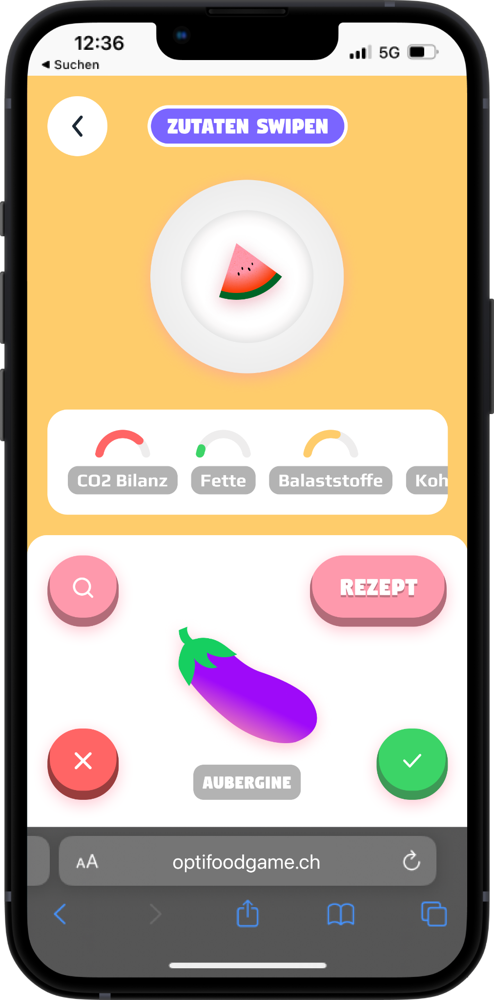 12:36
◀ Suchen
5G
ZUTATEN SWIPEN
CO2 Bilanz
Fette
Balaststoffe
Koh
REZEPT
AUBERGINE
AA
optifoodgame.ch